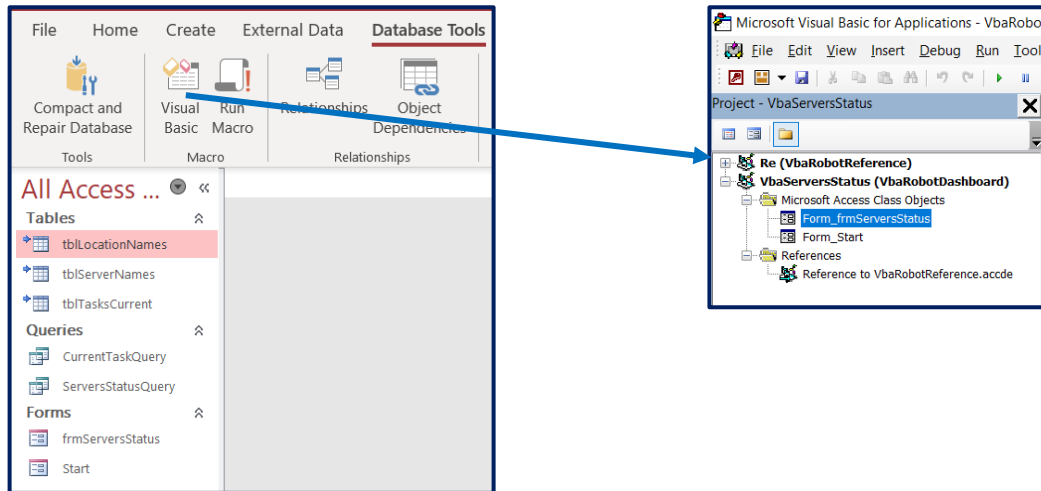 File Home Create External Data Database Tools
Compact and Repair Database
Visual Basic
Run Macro
Relationships
Object Dependencies
Tools Macro Relationships
All Access ... «
Tables
tblLocationNames
tblServerNames
tblTasksCurrent
Queries
CurrentTaskQuery
ServersStatusQuery
Forms
frmServersStatus
Start
Microsoft Visual Basic for Applications - VbaRobo
File Edit View Insert Debug Run Tool
Project - VbaServersStatus
Re (VbaRobotReference)
VbaServersStatus (VbaRobotDashboard)
Microsoft Access Class Objects
Form_frmServersStatus
Form_Start
References
Reference to VbaRobotReference.accde